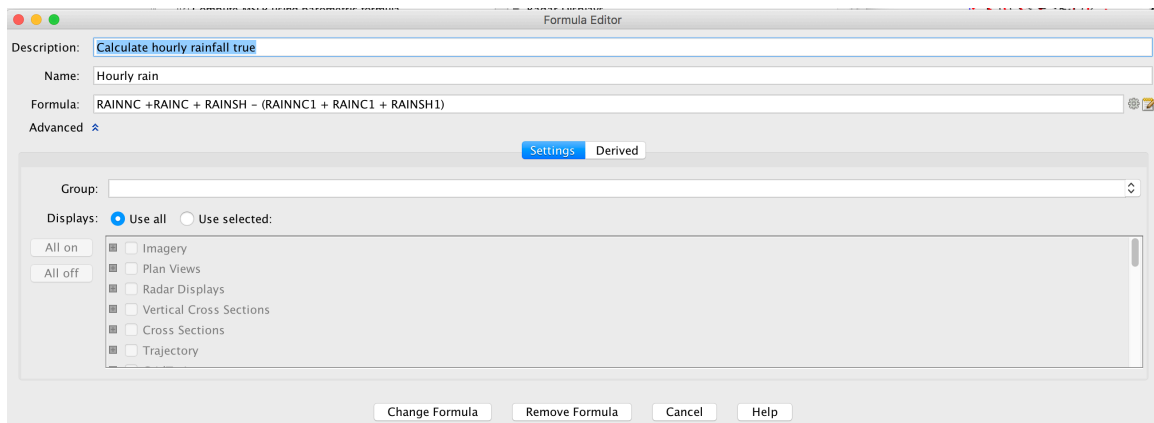 Formula Editor
Description: Calculate hourly rainfall true
Name: Hourly rain
Formula: RAINNC +RAINC + RAINSH - (RAINNC1 + RAINC1 + RAINSH1)
Advanced
Settings Derived
Group:
Displays: Use all Use selected:
All on
All off
Imagery
Plan Views
Radar Displays
Vertical Cross Sections
Cross Sections
Trajectory
Change Formula Remove Formula Cancel Help